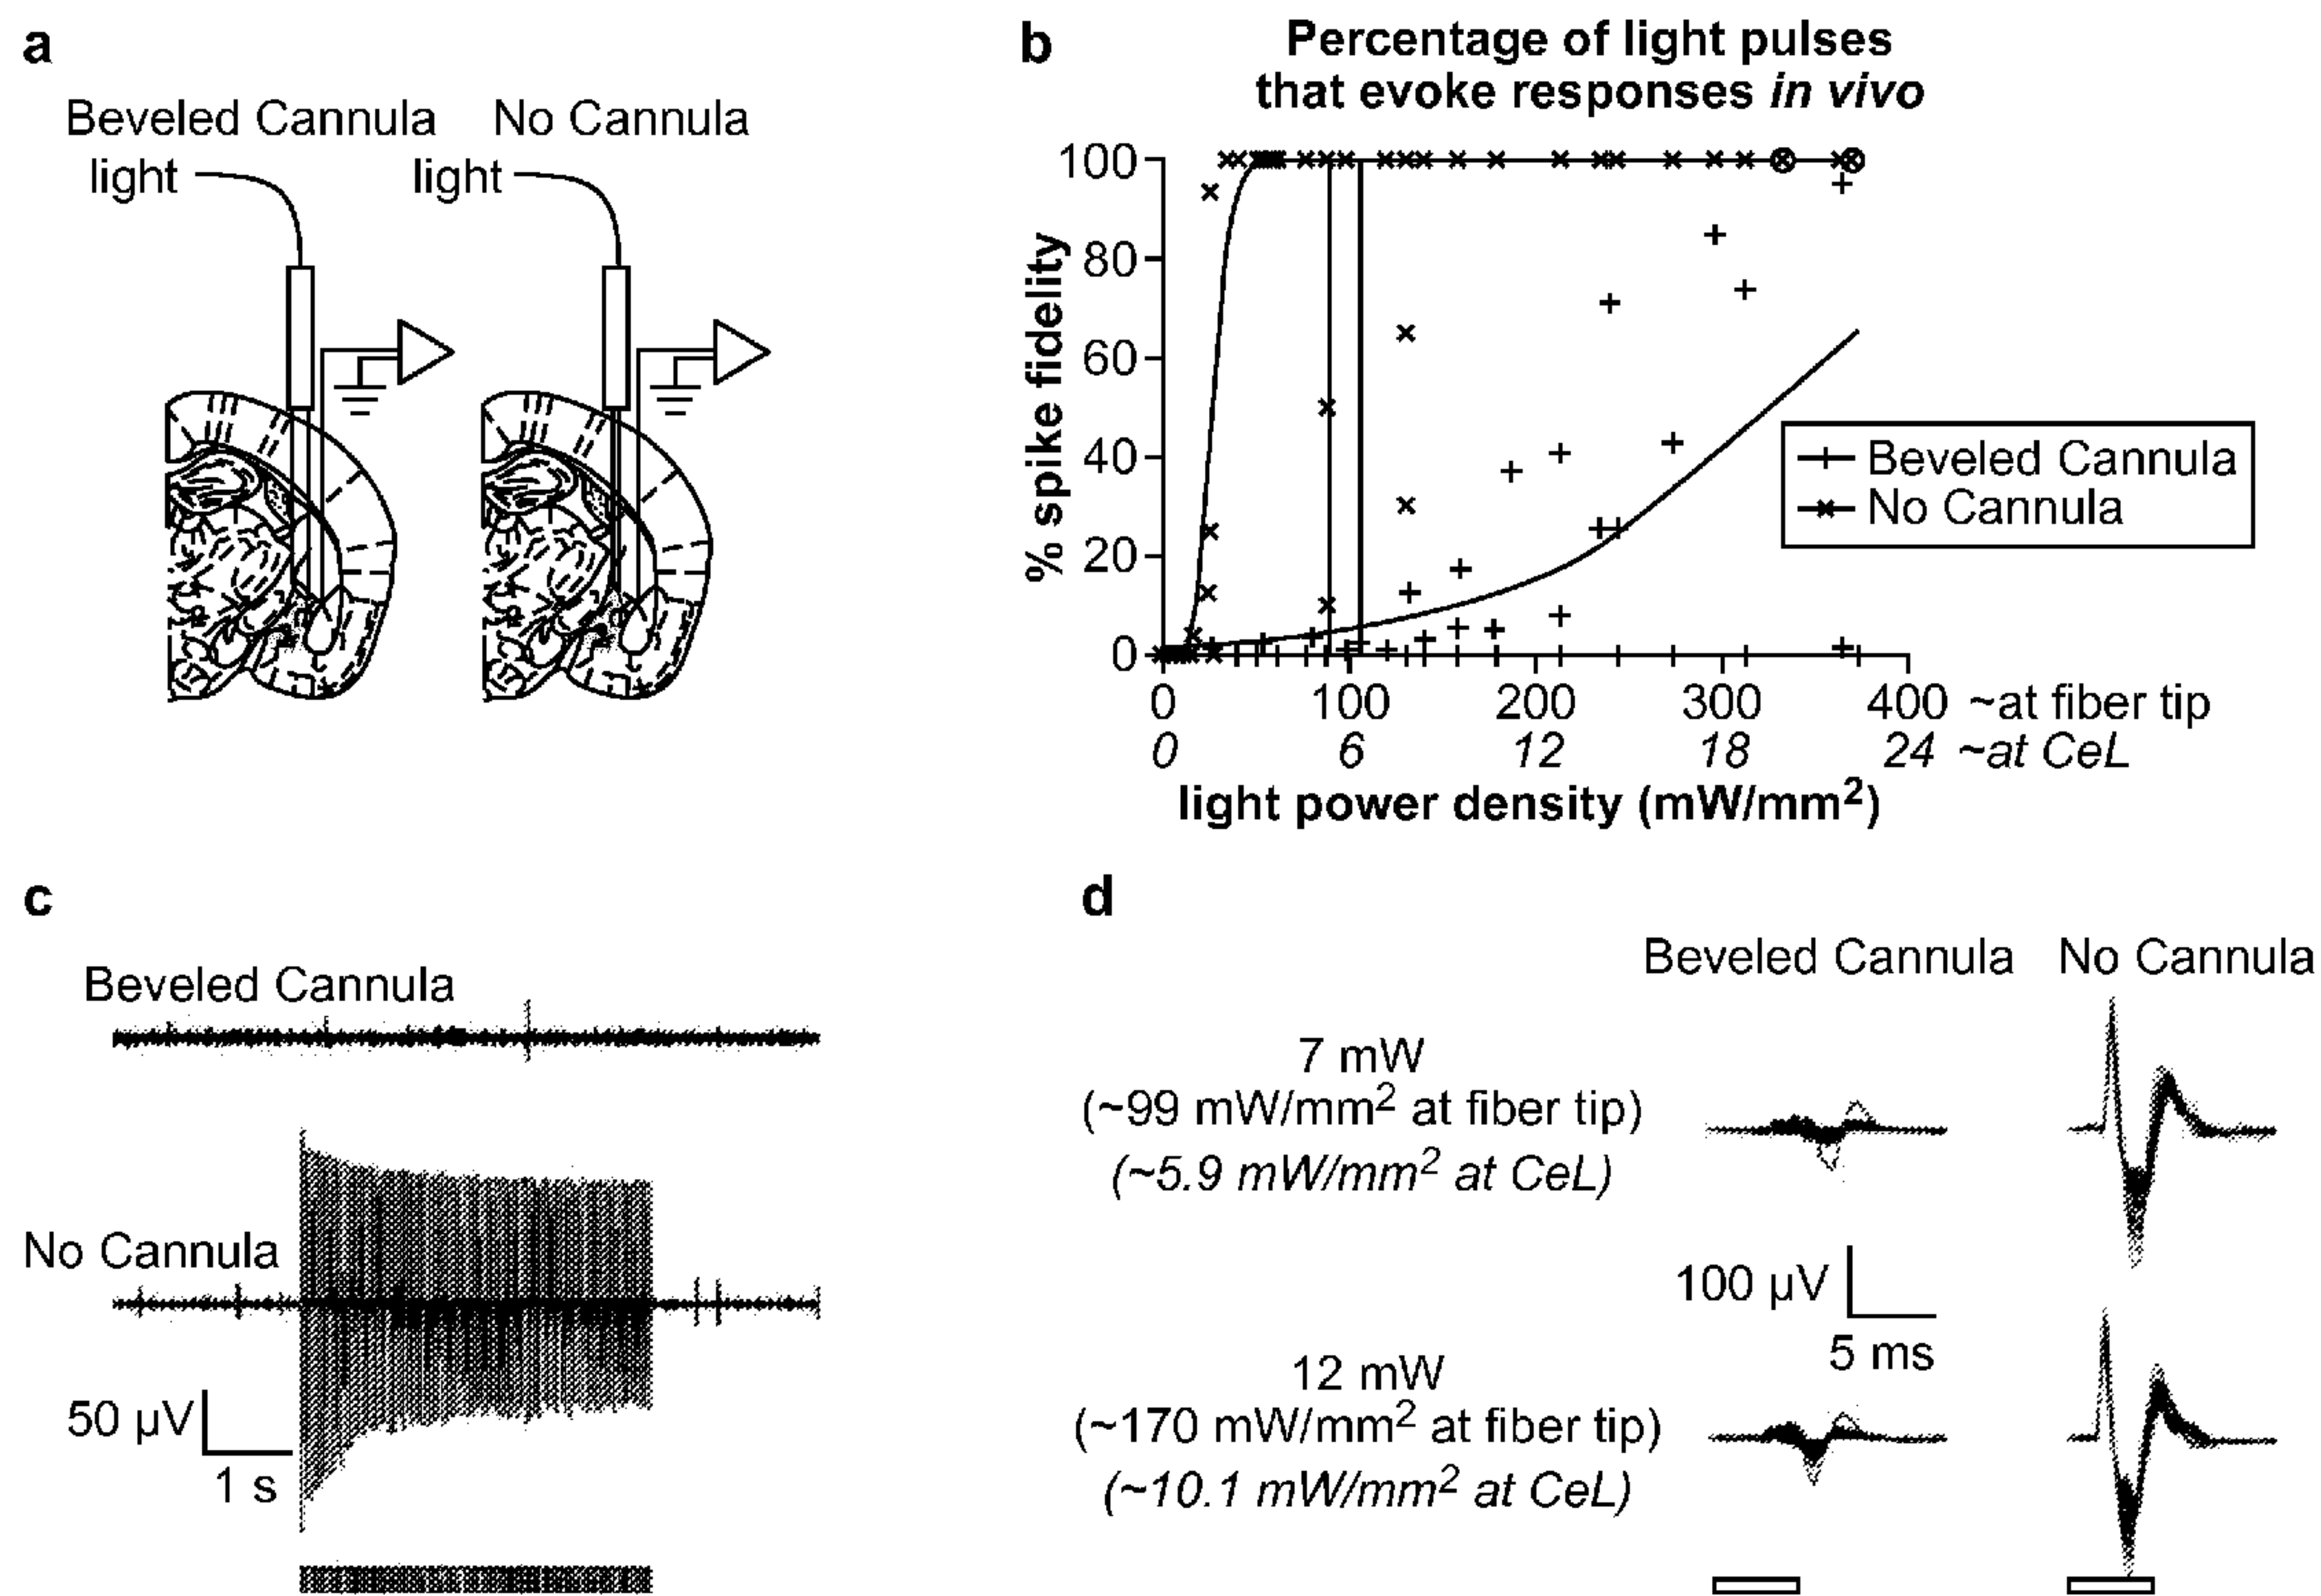 a
Beveled Cannula No Cannula
light light
b
Percentage of light pulses
that evoke responses in vivo
% spike fidelity
100
80
60
40
20
0
0 100 200 300 400 ~at fiber tip
0 6 12 18 24 ~at CeL
light power density (mW/mm²)
Beveled Cannula
No Cannula
c
Beveled Cannula
No Cannula
50 µV
1 s
d
Beveled Cannula No Cannula
7 mW
(~99 mW/mm² at fiber tip)
(~5.9 mW/mm² at CeL)
100 µV
5 ms
12 mW
(~170 mW/mm² at fiber tip)
(~10.1 mW/mm² at CeL)